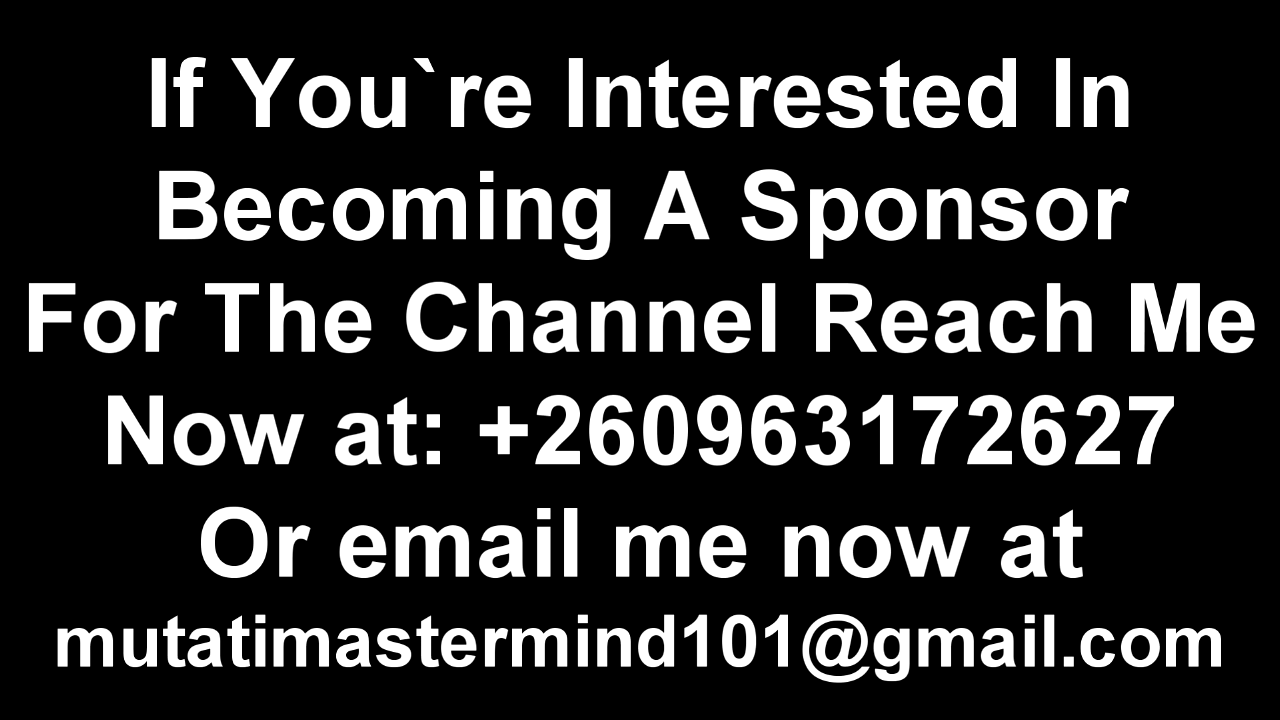 If You`re Interested In
Becoming A Sponsor
For The Channel Reach Me
Now at: +260963172627
Or email me now at
mutatimastermind101@gmail.com